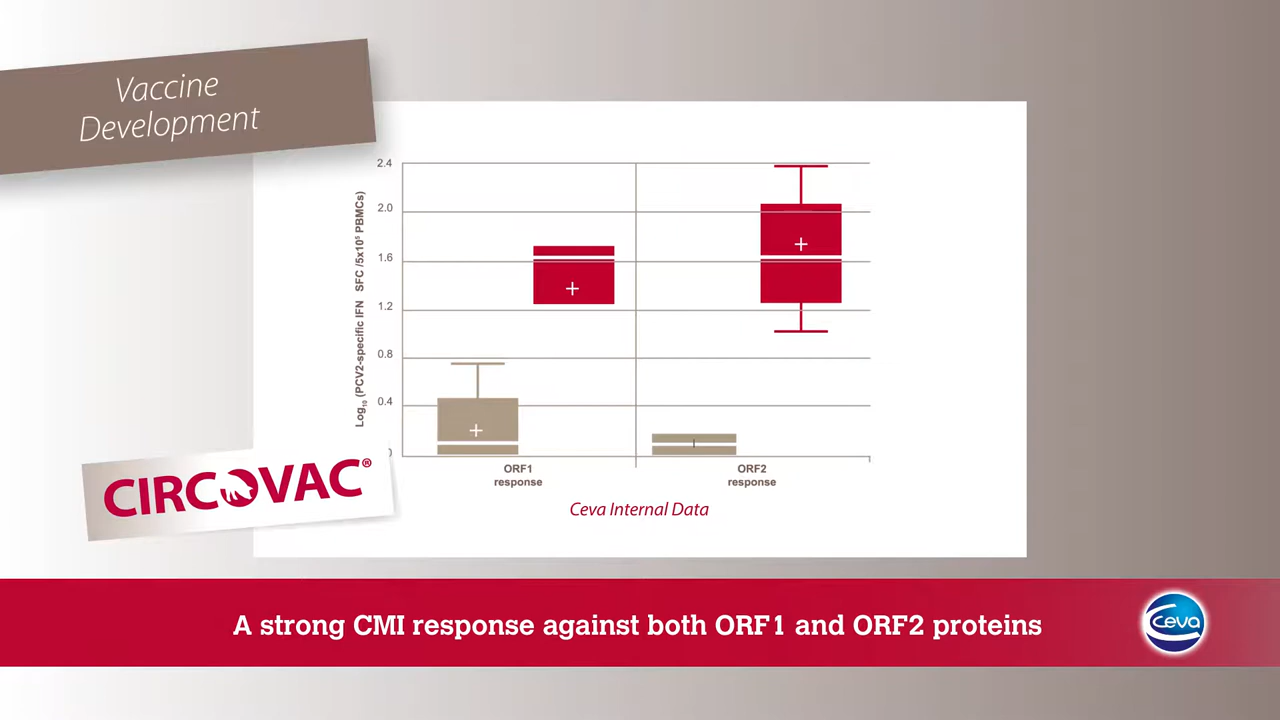 Vaccine
Development
2.4
2.0
1.6
1.2
0.8
0.4
0
Log10 (PCV2-specific IFN SFC /5x10⁵ PBMCs)
ORF1
response
ORF2
response
Ceva Internal Data
CIRCOVAC®
A strong CMI response against both ORF1 and ORF2 proteins
Ceva